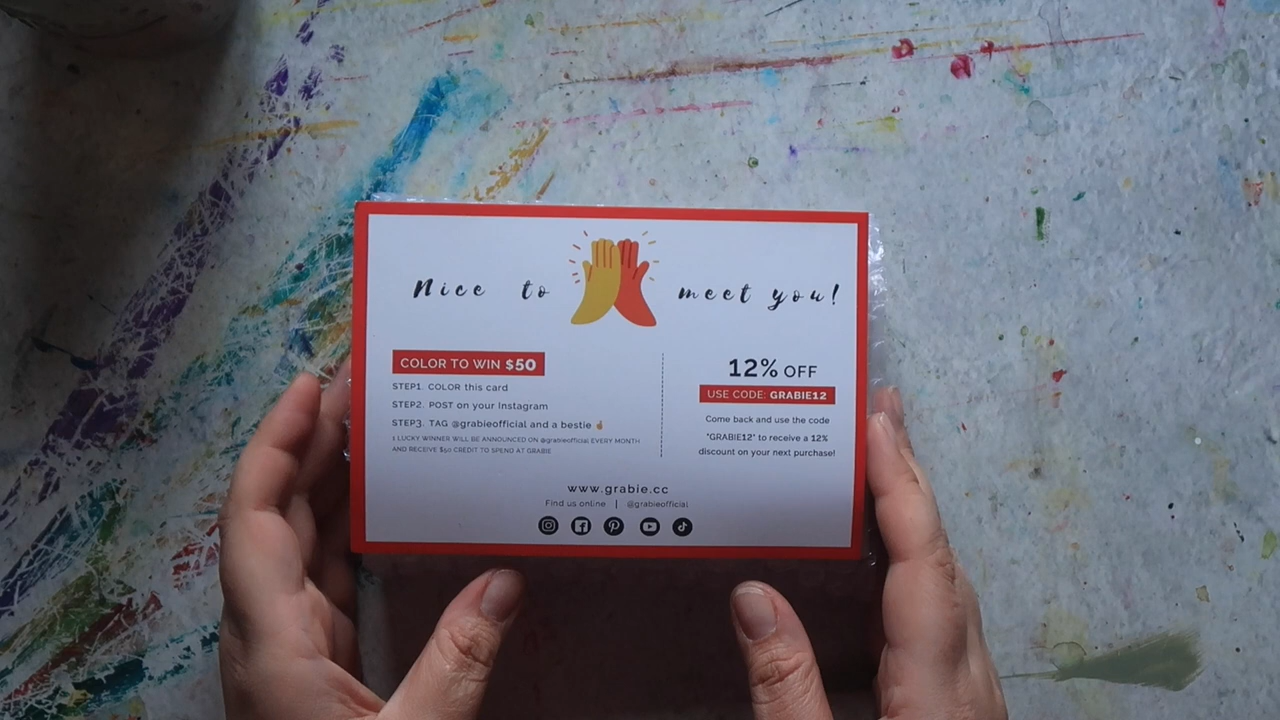 Nice to meet you!
COLOR TO WIN $50
STEP1. COLOR this card
STEP2. POST on your Instagram
STEP3. TAG @grabieofficial and a bestie 🤞
1 LUCKY WINNER WILL BE ANNOUNCED ON @grabieofficial EVERY MONTH
AND RECEIVE $50 CREDIT TO SPEND AT GRABIE
12% OFF
USE CODE: GRABIE12
Come back and use the code
"GRABIE12" to receive a 12%
discount on your next purchase!
www.grabie.cc
Find us online | @grabieofficial